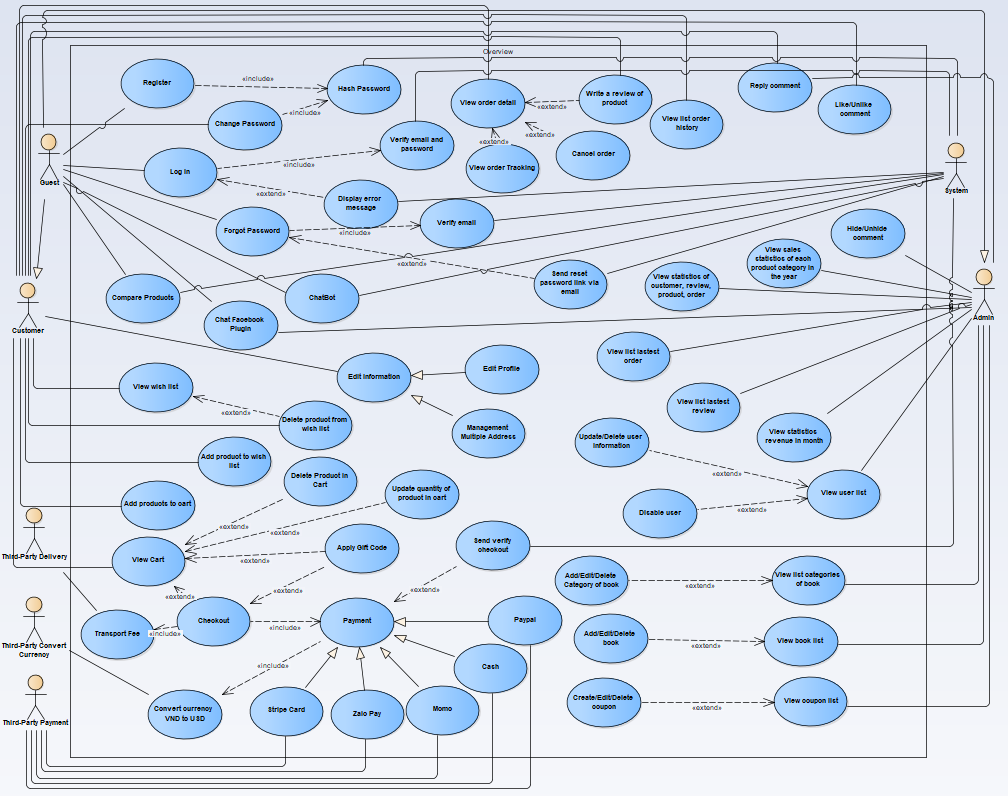 Overview
Register
«include»
Hash Password
Change Password
«include»
View order detail
Write a review of
product
«extend»
View list order
history
Reply comment
Like/Unlike
comment
Guest
Log in
«include»
Verify email and
password
«extend»
View order Tracking
«extend»
Cancel order
System
«extend»
Display error
message
Forgot Password
«include»
Verify email
«extend»
Hide/Unhide
comment
View sales
statistics of each
product category in
the year
Send reset
password link via
email
View statistics of
customer, review,
product, order
Admin
Customer
Compare Products
ChatBot
Chat Facebook
Plugin
View list lastest
order
Edit Information
Edit Profile
View wish list
«extend»
Delete product from
wish list
Management
Multiple Address
View list lastest
review
View statistics
revenue in month
Update/Delete user
information
«extend»
View user list
Disable user
«extend»
Add product to wish
list
Delete Product in
Cart
Update quantity of
product in cart
Add products to cart
«extend»
«extend»
Third-Party Delivery
View Cart
«extend»
Apply Gift Code
Send verify
checkout
«extend»
«extend»
«extend»
Add/Edit/Delete
Category of book
«extend»
View list categories
of book
Third-Party Convert
Currency
Transport Fee
«include»
Checkout
«include»
Payment
Paypal
Add/Edit/Delete
book
«extend»
View book list
«include»
Cash
Third-Party Payment
Convert currency
VND to USD
Stripe Card
Zalo Pay
Momo
Create/Edit/Delete
coupon
«extend»
View coupon list